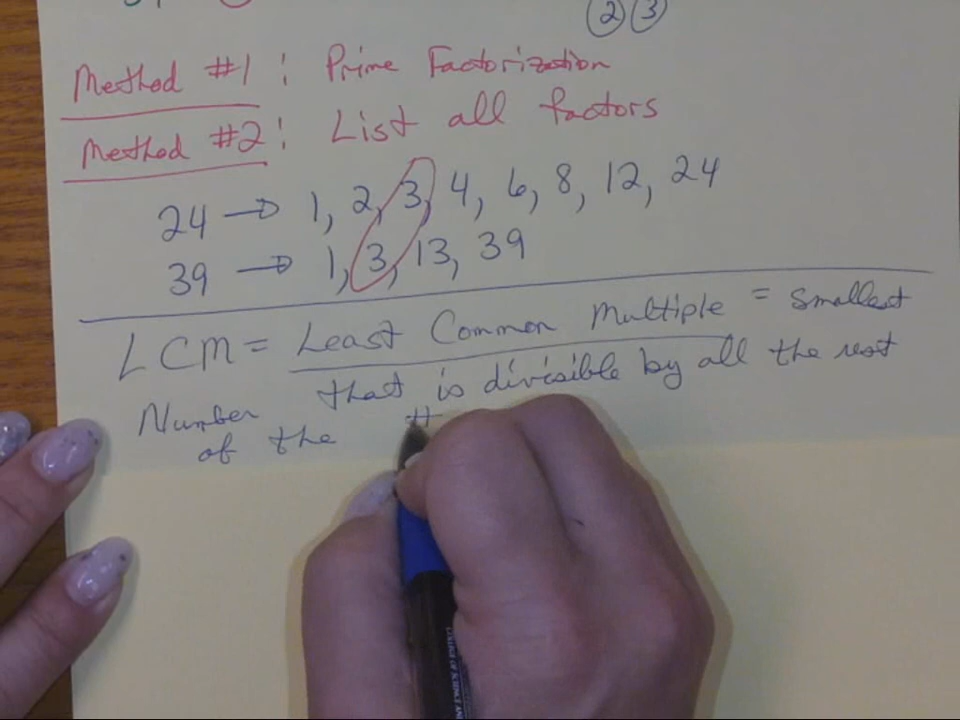 ② ③
Method #1 : Prime Factorization
Method #2 : List all factors
24 → 1, 2, 3, 4, 6, 8, 12, 24
39 → 1, 3, 13, 39
LCM = Least Common Multiple = smallest
Number that is divisible by all the rest
of the #